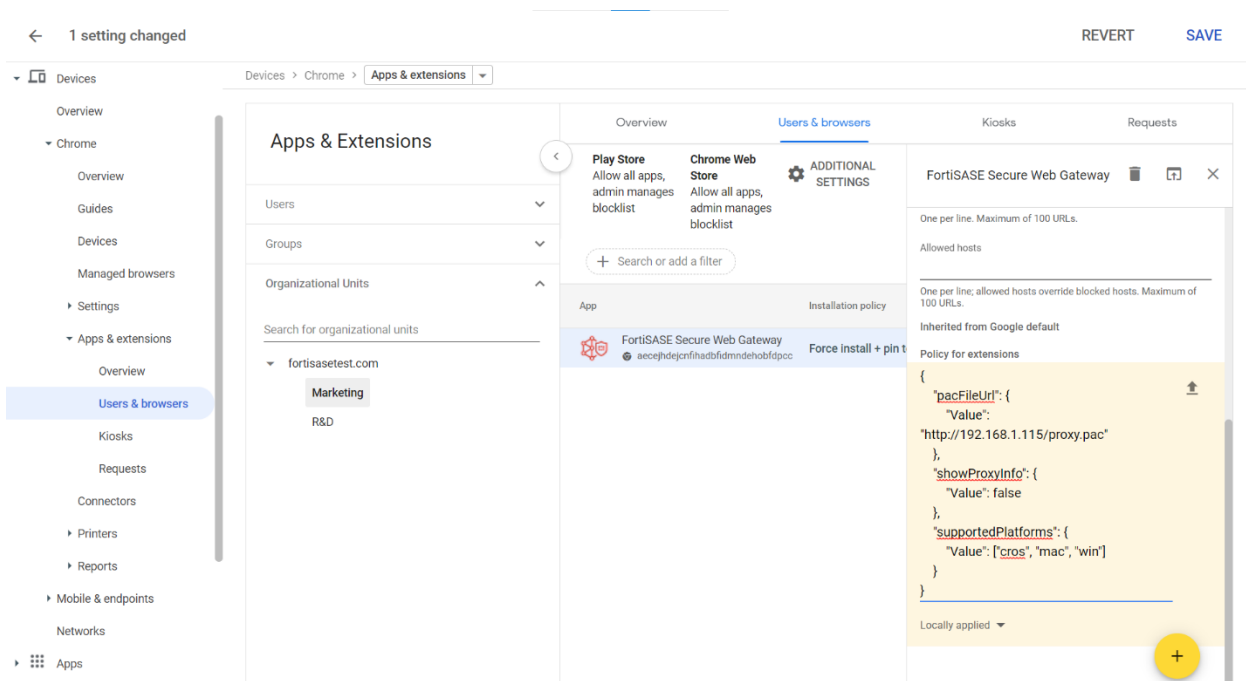 1 setting changed
REVERT
SAVE
Devices
Overview
Chrome
Overview
Guides
Devices
Managed browsers
Settings
Apps & extensions
Overview
Users & browsers
Kiosks
Requests
Connectors
Printers
Reports
Mobile & endpoints
Networks
Apps
Devices > Chrome > Apps & extensions
Apps & Extensions
Users
Groups
Organizational Units
Search for organizational units
fortisasetest.com
Marketing
R&D
Overview
Users & browsers
Kiosks
Requests
Play Store
Allow all apps,
admin manages
blocklist
Chrome Web
Store
Allow all apps,
admin manages
blocklist
ADDITIONAL
SETTINGS
+ Search or add a filter
App
Installation policy
FortiSASE Secure Web Gateway
aecejhdejcnfihadbfidmndehobfdpcc
Force install + pin t
FortiSASE Secure Web Gateway
One per line. Maximum of 100 URLs.
Allowed hosts
One per line; allowed hosts override blocked hosts. Maximum of
100 URLs.
Inherited from Google default
Policy for extensions
{
"pacFileUrl": {
"Value":
"http://192.168.1.115/proxy.pac"
},
"showProxyInfo": {
"Value": false
},
"supportedPlatforms": {
"Value": ["cros", "mac", "win"]
}
}
Locally applied
+